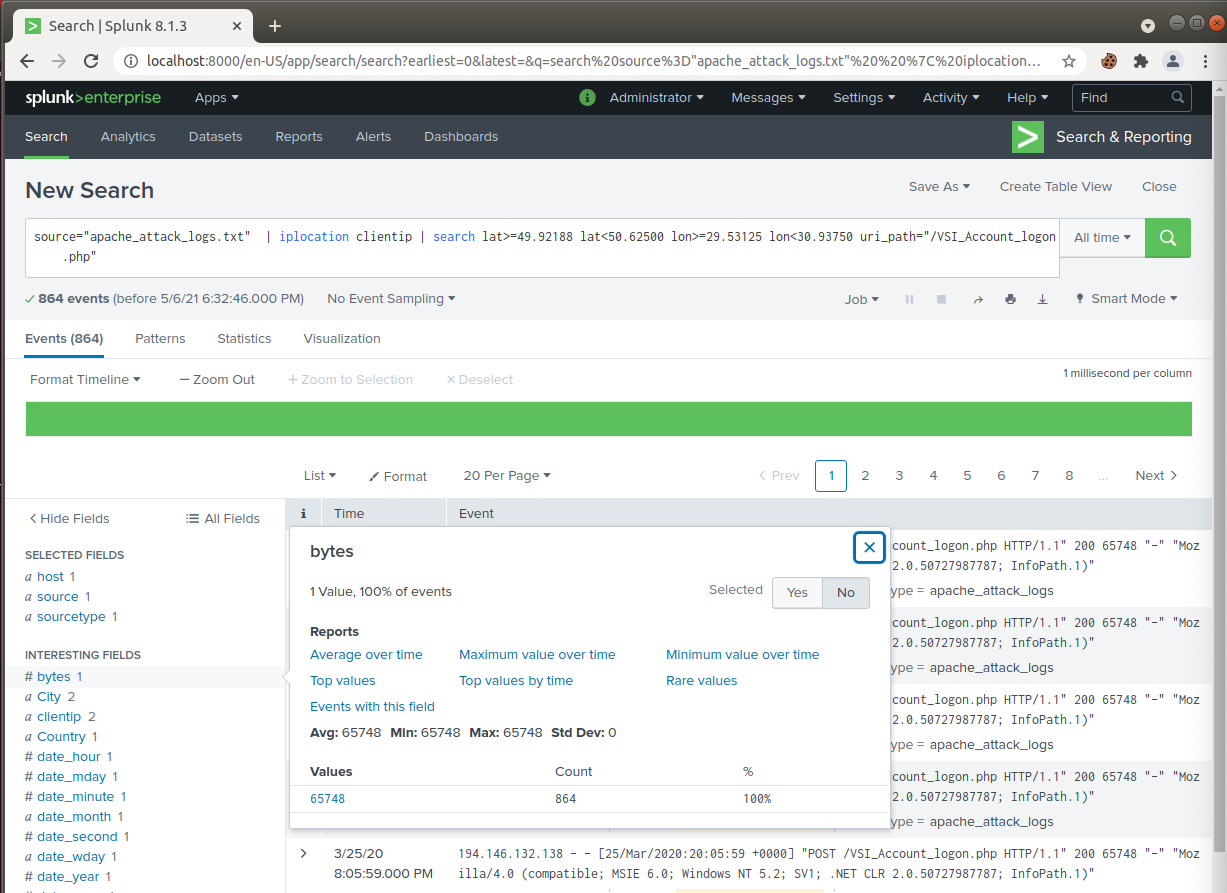 Search | Splunk 8.1.3
localhost:8000/en-US/app/search/search?earliest=0&latest=&q=search%20source%3D"apache_attack_logs.txt"%20%20%7C%20iplocation...
splunk>enterprise Apps Administrator Messages Settings Activity Help Find
Search Analytics Datasets Reports Alerts Dashboards Search & Reporting
New Search Save As Create Table View Close
source="apache_attack_logs.txt" | iplocation clientip | search lat>=49.92188 lat<50.62500 lon>=29.53125 lon<30.93750 uri_path="/VSI_Account_logon
.php"
All time
864 events (before 5/6/21 6:32:46.000 PM) No Event Sampling Job Smart Mode
Events (864) Patterns Statistics Visualization
Format Timeline — Zoom Out + Zoom to Selection × Deselect 1 millisecond per column
List Format 20 Per Page < Prev 1 2 3 4 5 6 7 8 ... Next >
< Hide Fields All Fields
i Time Event
SELECTED FIELDS
a host 1
a source 1
a sourcetype 1
INTERESTING FIELDS
# bytes 1
a City 2
a clientip 2
a Country 1
# date_hour 1
# date_mday 1
# date_minute 1
a date_month 1
# date_second 1
a date_wday 1
# date_year 1
bytes
1 Value, 100% of events Selected Yes No
Reports
Average over time Maximum value over time Minimum value over time
Top values Top values by time Rare values
Events with this field
Avg: 65748 Min: 65748 Max: 65748 Std Dev: 0
Values Count %
65748 864 100%
count_logon.php HTTP/1.1" 200 65748 "-" "Moz
2.0.50727987787; InfoPath.1)"
ype = apache_attack_logs
count_logon.php HTTP/1.1" 200 65748 "-" "Moz
2.0.50727987787; InfoPath.1)"
ype = apache_attack_logs
count_logon.php HTTP/1.1" 200 65748 "-" "Moz
2.0.50727987787; InfoPath.1)"
ype = apache_attack_logs
count_logon.php HTTP/1.1" 200 65748 "-" "Moz
2.0.50727987787; InfoPath.1)"
ype = apache_attack_logs
> 3/25/20 194.146.132.138 - - [25/Mar/2020:20:05:59 +0000] "POST /VSI_Account_logon.php HTTP/1.1" 200 65748 "-" "Moz
8:05:59.000 PM illa/4.0 (compatible; MSIE 6.0; Windows NT 5.2; SV1; .NET CLR 2.0.50727987787; InfoPath.1)"